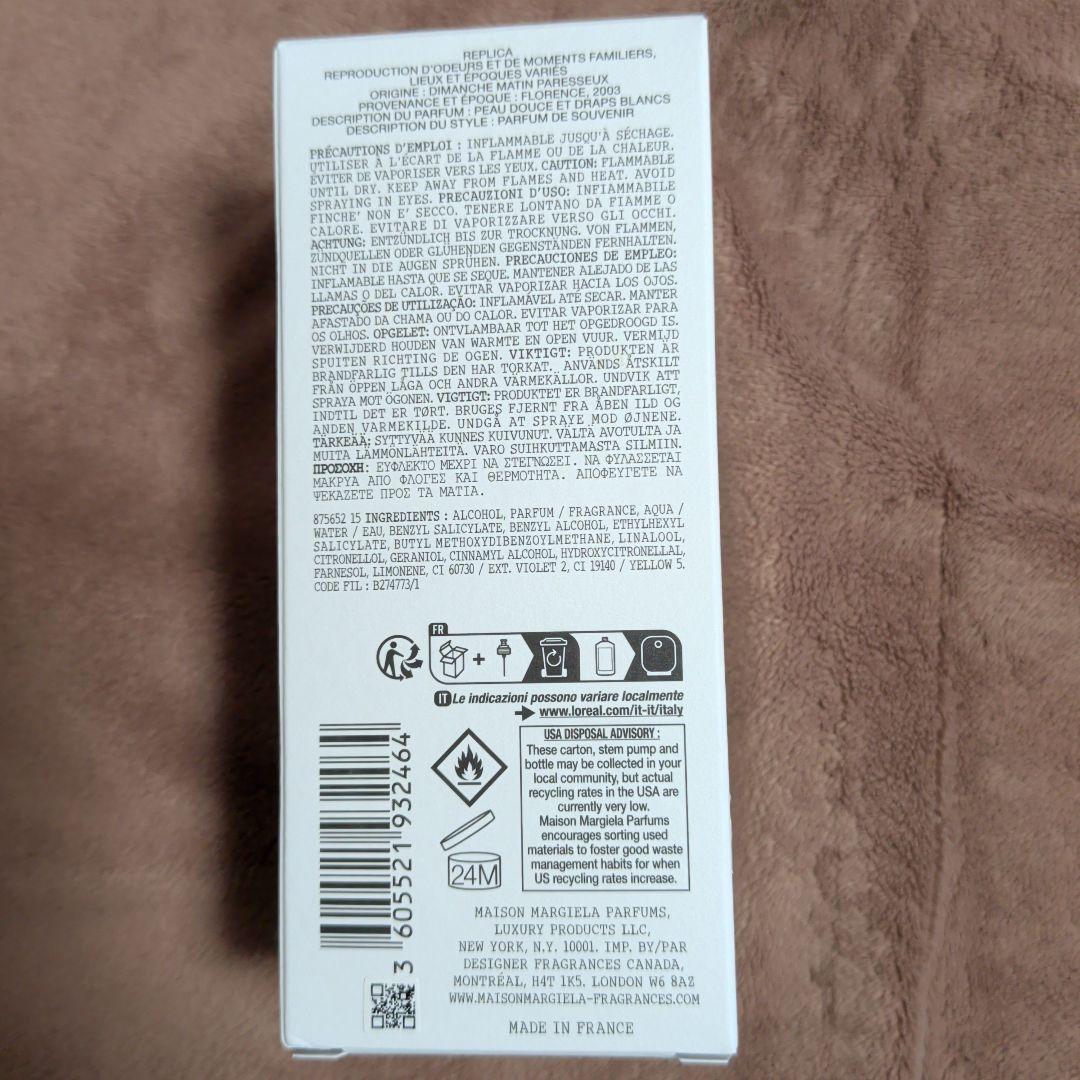 REPLICA
REPRODUCTION D'ODEURS ET DE MOMENTS FAMILIERS,
LIEUX ET ÉPOQUES VARIÉS
ORIGINE : DIMANCHE MATIN PARESSEUX
PROVENANCE ET ÉPOQUE : FLORENCE, 2003
DESCRIPTION DU PARFUM : PEAU DOUCE ET DRAPS BLANCS
DESCRIPTION DU STYLE : PARFUM DE SOUVENIR
PRÉCAUTIONS D'EMPLOI : INFLAMMABLE JUSQU'À SÉCHAGE.
UTILISER À L'ÉCART DE LA FLAMME OU DE LA CHALEUR.
ÉVITER DE VAPORISER VERS LES YEUX. CAUTION: FLAMMABLE
UNTIL DRY. KEEP AWAY FROM FLAMES AND HEAT. AVOID
SPRAYING IN EYES. PRECAUZIONI D'USO: INFIAMMABILE
FINCHE' NON E' SECCO. TENERE LONTANO DA FIAMME O
CALORE. EVITARE DI VAPORIZZARE VERSO GLI OCCHI.
ACHTUNG: ENTZÜNDLICH BIS ZUR TROCKNUNG. VON FLAMMEN,
ZÜNDQUELLEN ODER GLÜHENDEN GEGENSTÄNDEN FERNHALTEN.
NICHT IN DIE AUGEN SPRÜHEN. PRECAUCIONES DE EMPLEO:
INFLAMABLE HASTA QUE SE SEQUE. MANTENER ALEJADO DE LAS
LLAMAS O DEL CALOR. EVITAR VAPORIZAR HACIA LOS OJOS.
PRECAUÇÕES DE UTILIZAÇÃO: INFLAMÁVEL ATÉ SECAR. MANTER
AFASTADO DA CHAMA OU DO CALOR. EVITAR VAPORIZAR PARA
OS OLHOS. OPGELET: ONTVLAMBAAR TOT HET OPGEDROOGD IS.
VERWIJDERD HOUDEN VAN WARMTE EN OPEN VUUR. VERMIJD
SPUITEN RICHTING DE OGEN. VIKTIGT: PRODUKTEN ÄR
BRANDFARLIG TILLS DEN HAR TORKAT. ANVÄNDS ÅTSKILT
FRÅN ÖPPEN LÅGA OCH ANDRA VÄRMEKÄLLOR. UNDVIK ATT
SPRAYA MOT ÖGONEN. VIGTIGT: PRODUKTET ER BRANDFARLIGT,
INDTIL DET ER TØRT. BRUGES FJERNT FRA ÅBEN ILD OG
ANDEN VARMEKILDE. UNDGÅ AT SPRAYE MOD ØJNENE.
TÄRKEÄÄ: SYTTYVÄÄ KUNNES KUIVUNUT. VÄLTÄ AVOTULTA JA
MUITA LÄMMÖNLÄHTEITÄ. VARO SUIHKUTTAMASTA SILMIIN.
ΠΡΟΣΟΧΗ: ΕΥΦΛΕΚΤΟ ΜΕΧΡΙ ΝΑ ΣΤΕΓΝΩΣΕΙ. ΝΑ ΦΥΛΑΣΣΕΤΑΙ
ΜΑΚΡΥΑ ΑΠΟ ΦΛΟΓΕΣ ΚΑΙ ΘΕΡΜΟΤΗΤΑ. ΑΠΟΦΕΥΓΕΤΕ ΝΑ
ΨΕΚΑΖΕΤΕ ΠΡΟΣ ΤΑ ΜΑΤΙΑ.
875652 15 INGREDIENTS : ALCOHOL, PARFUM / FRAGRANCE, AQUA /
WATER / EAU, BENZYL SALICYLATE, BENZYL ALCOHOL, ETHYLHEXYL
SALICYLATE, BUTYL METHOXYDIBENZOYLMETHANE, LINALOOL,
CITRONELLOL, GERANIOL, CINNAMYL ALCOHOL, HYDROXYCITRONELLAL,
FARNESOL, LIMONENE, CI 60730 / EXT. VIOLET 2, CI 19140 / YELLOW 5.
CODE FIL : B274773/1
FR
+
IT Le indicazioni possono variare localmente
www.loreal.com/it-it/italy
USA DISPOSAL ADVISORY :
These carton, stem pump and
bottle may be collected in your
local community, but actual
recycling rates in the USA are
currently very low.
Maison Margiela Parfums
encourages sorting used
materials to foster good waste
management habits for when
US recycling rates increase.
24M
3 605521 932464
MAISON MARGIELA PARFUMS,
LUXURY PRODUCTS LLC,
NEW YORK, N.Y. 10001. IMP. BY/PAR
DESIGNER FRAGRANCES CANADA,
MONTRÉAL, H4T 1K5. LONDON W6 8AZ
WWW.MAISONMARGIELA-FRAGRANCES.COM
MADE IN FRANCE